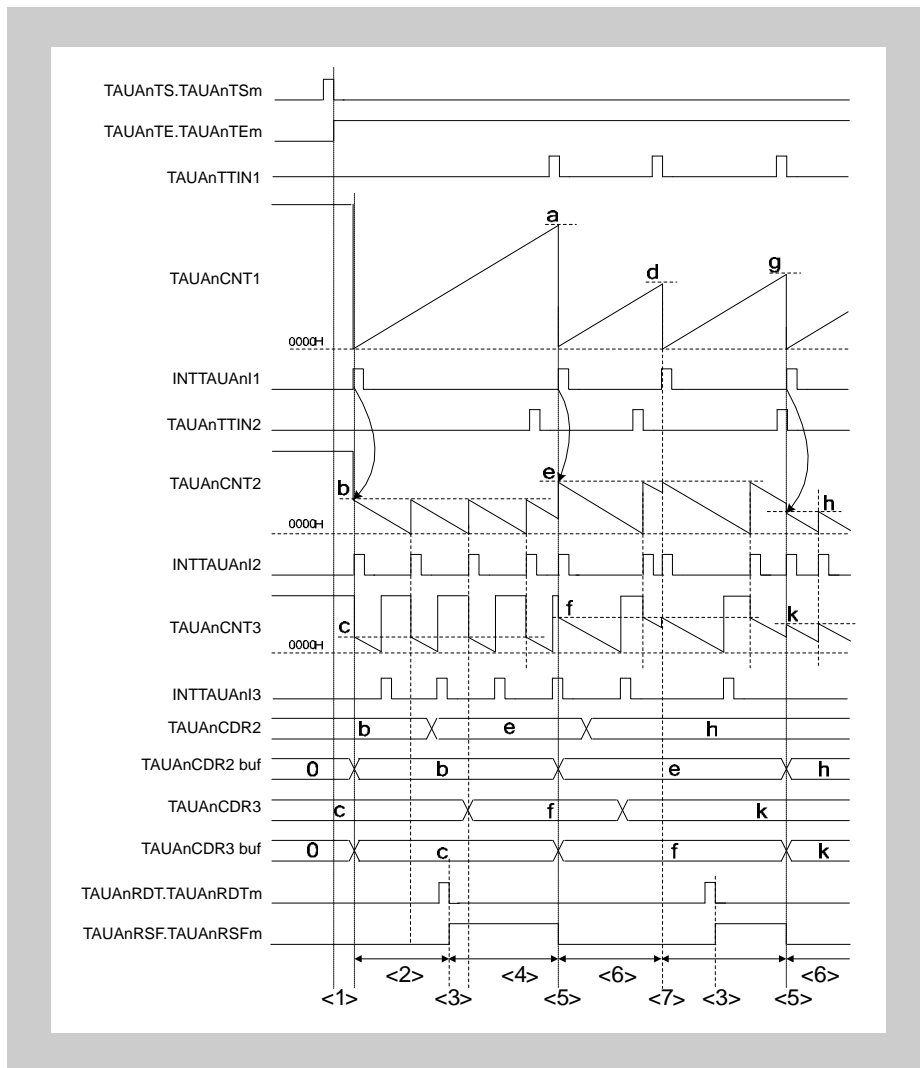 TAUAnTS.TAUAnTSm
TAUAnTE.TAUAnTEm
TAUAnTTIN1
a
d
g
TAUAnCNT1
0000H
INTTAUAnI1
TAUAnTTIN2
TAUAnCNT2
b
e
h
0000H
INTTAUAnI2
TAUAnCNT3
c
f
k
0000H
INTTAUAnI3
TAUAnCDR2
b e h
TAUAnCDR2 buf
0 b e h
TAUAnCDR3
c f k
TAUAnCDR3 buf
0 c f k
TAUAnRDT.TAUAnRDTm
TAUAnRSF.TAUAnRSFm
<2> <4> <6> <6>
<1> <3> <5> <7> <3> <5>